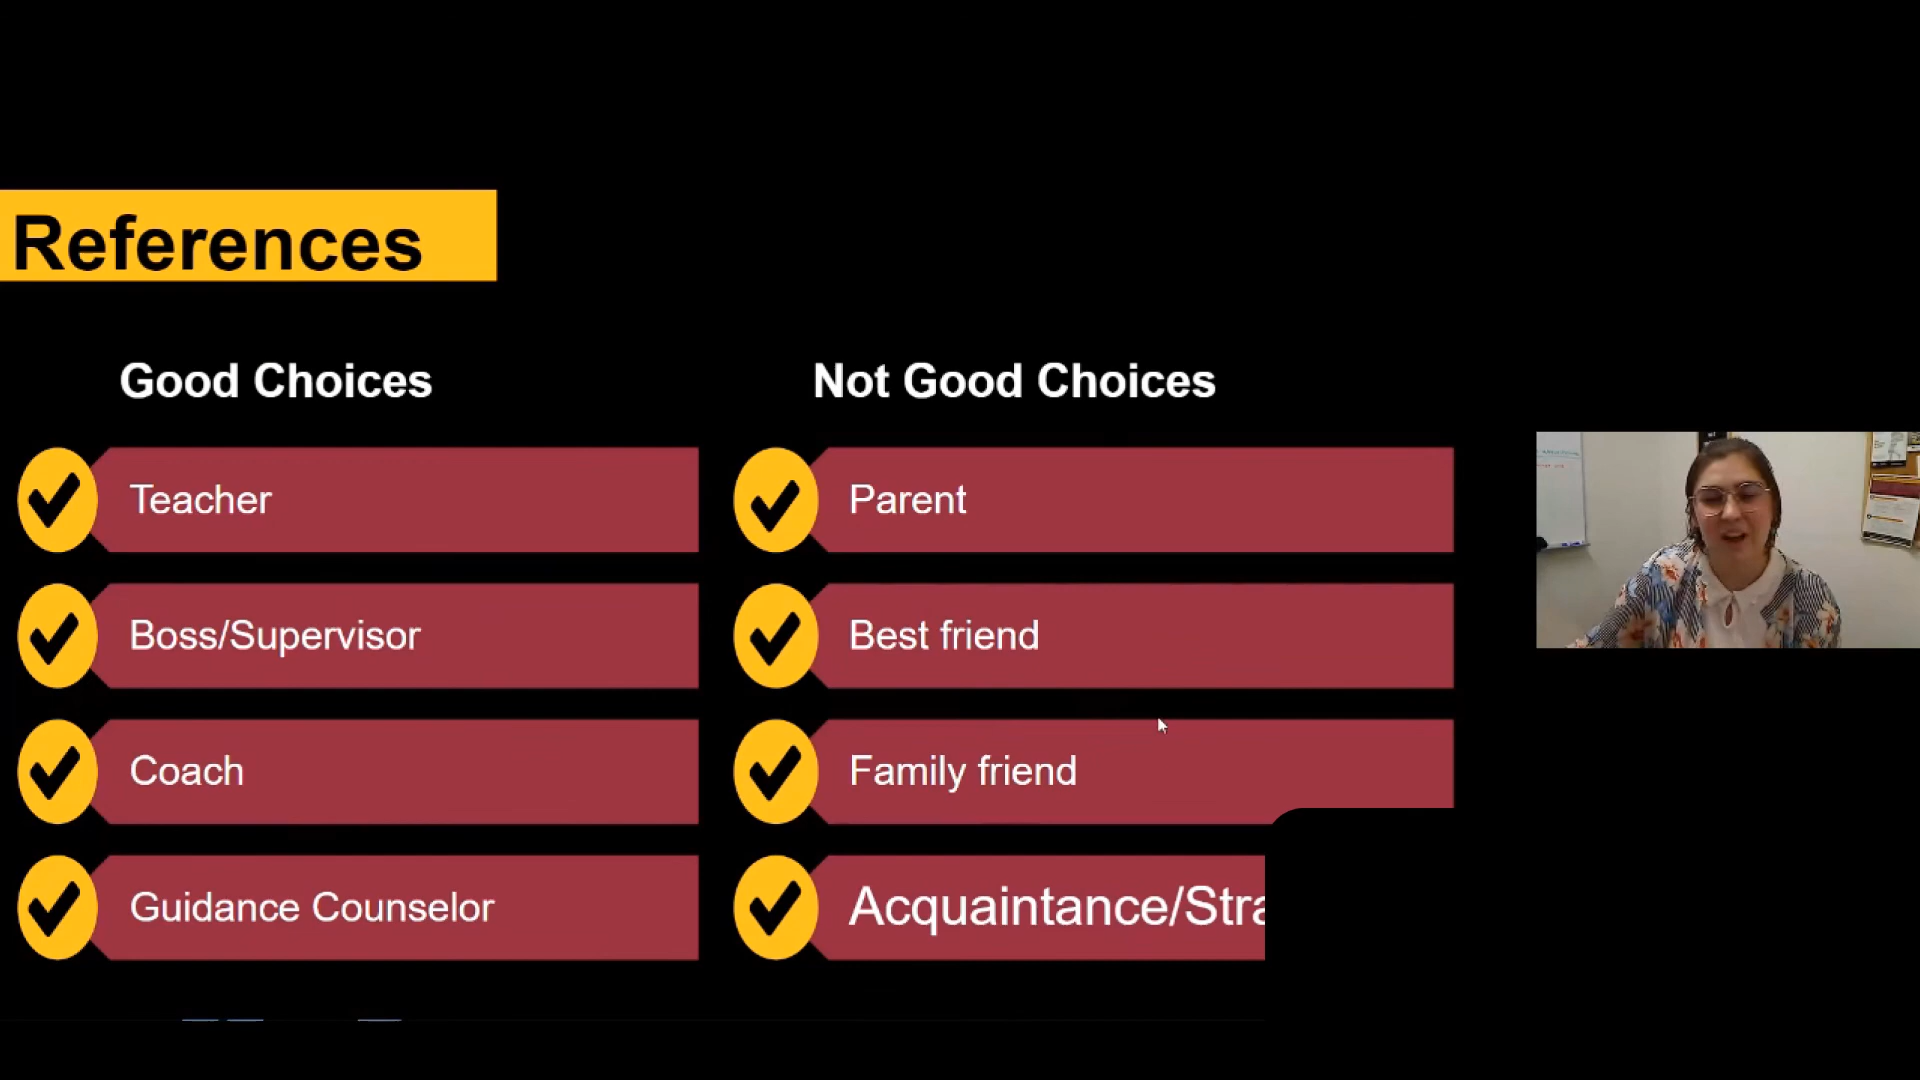 References
Good Choices
Teacher
Boss/Supervisor
Coach
Guidance Counselor
Not Good Choices
Parent
Best friend
Family friend
Acquaintance/Stra